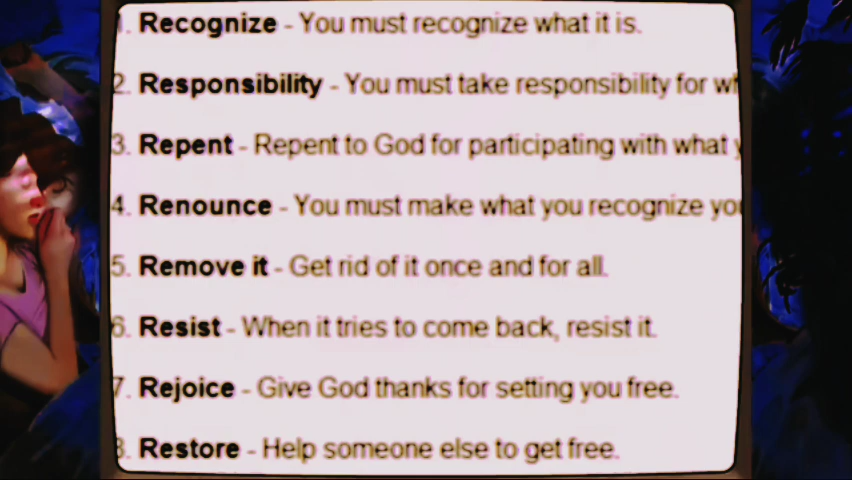 1. Recognize - You must recognize what it is.
2. Responsibility - You must take responsibility for
3. Repent - Repent to God for participating with what
4. Renounce - You must make what you recognize
5. Remove it - Get rid of it once and for all.
6. Resist - When it tries to come back, resist it.
7. Rejoice - Give God thanks for setting you free.
8. Restore - Help someone else to get free.